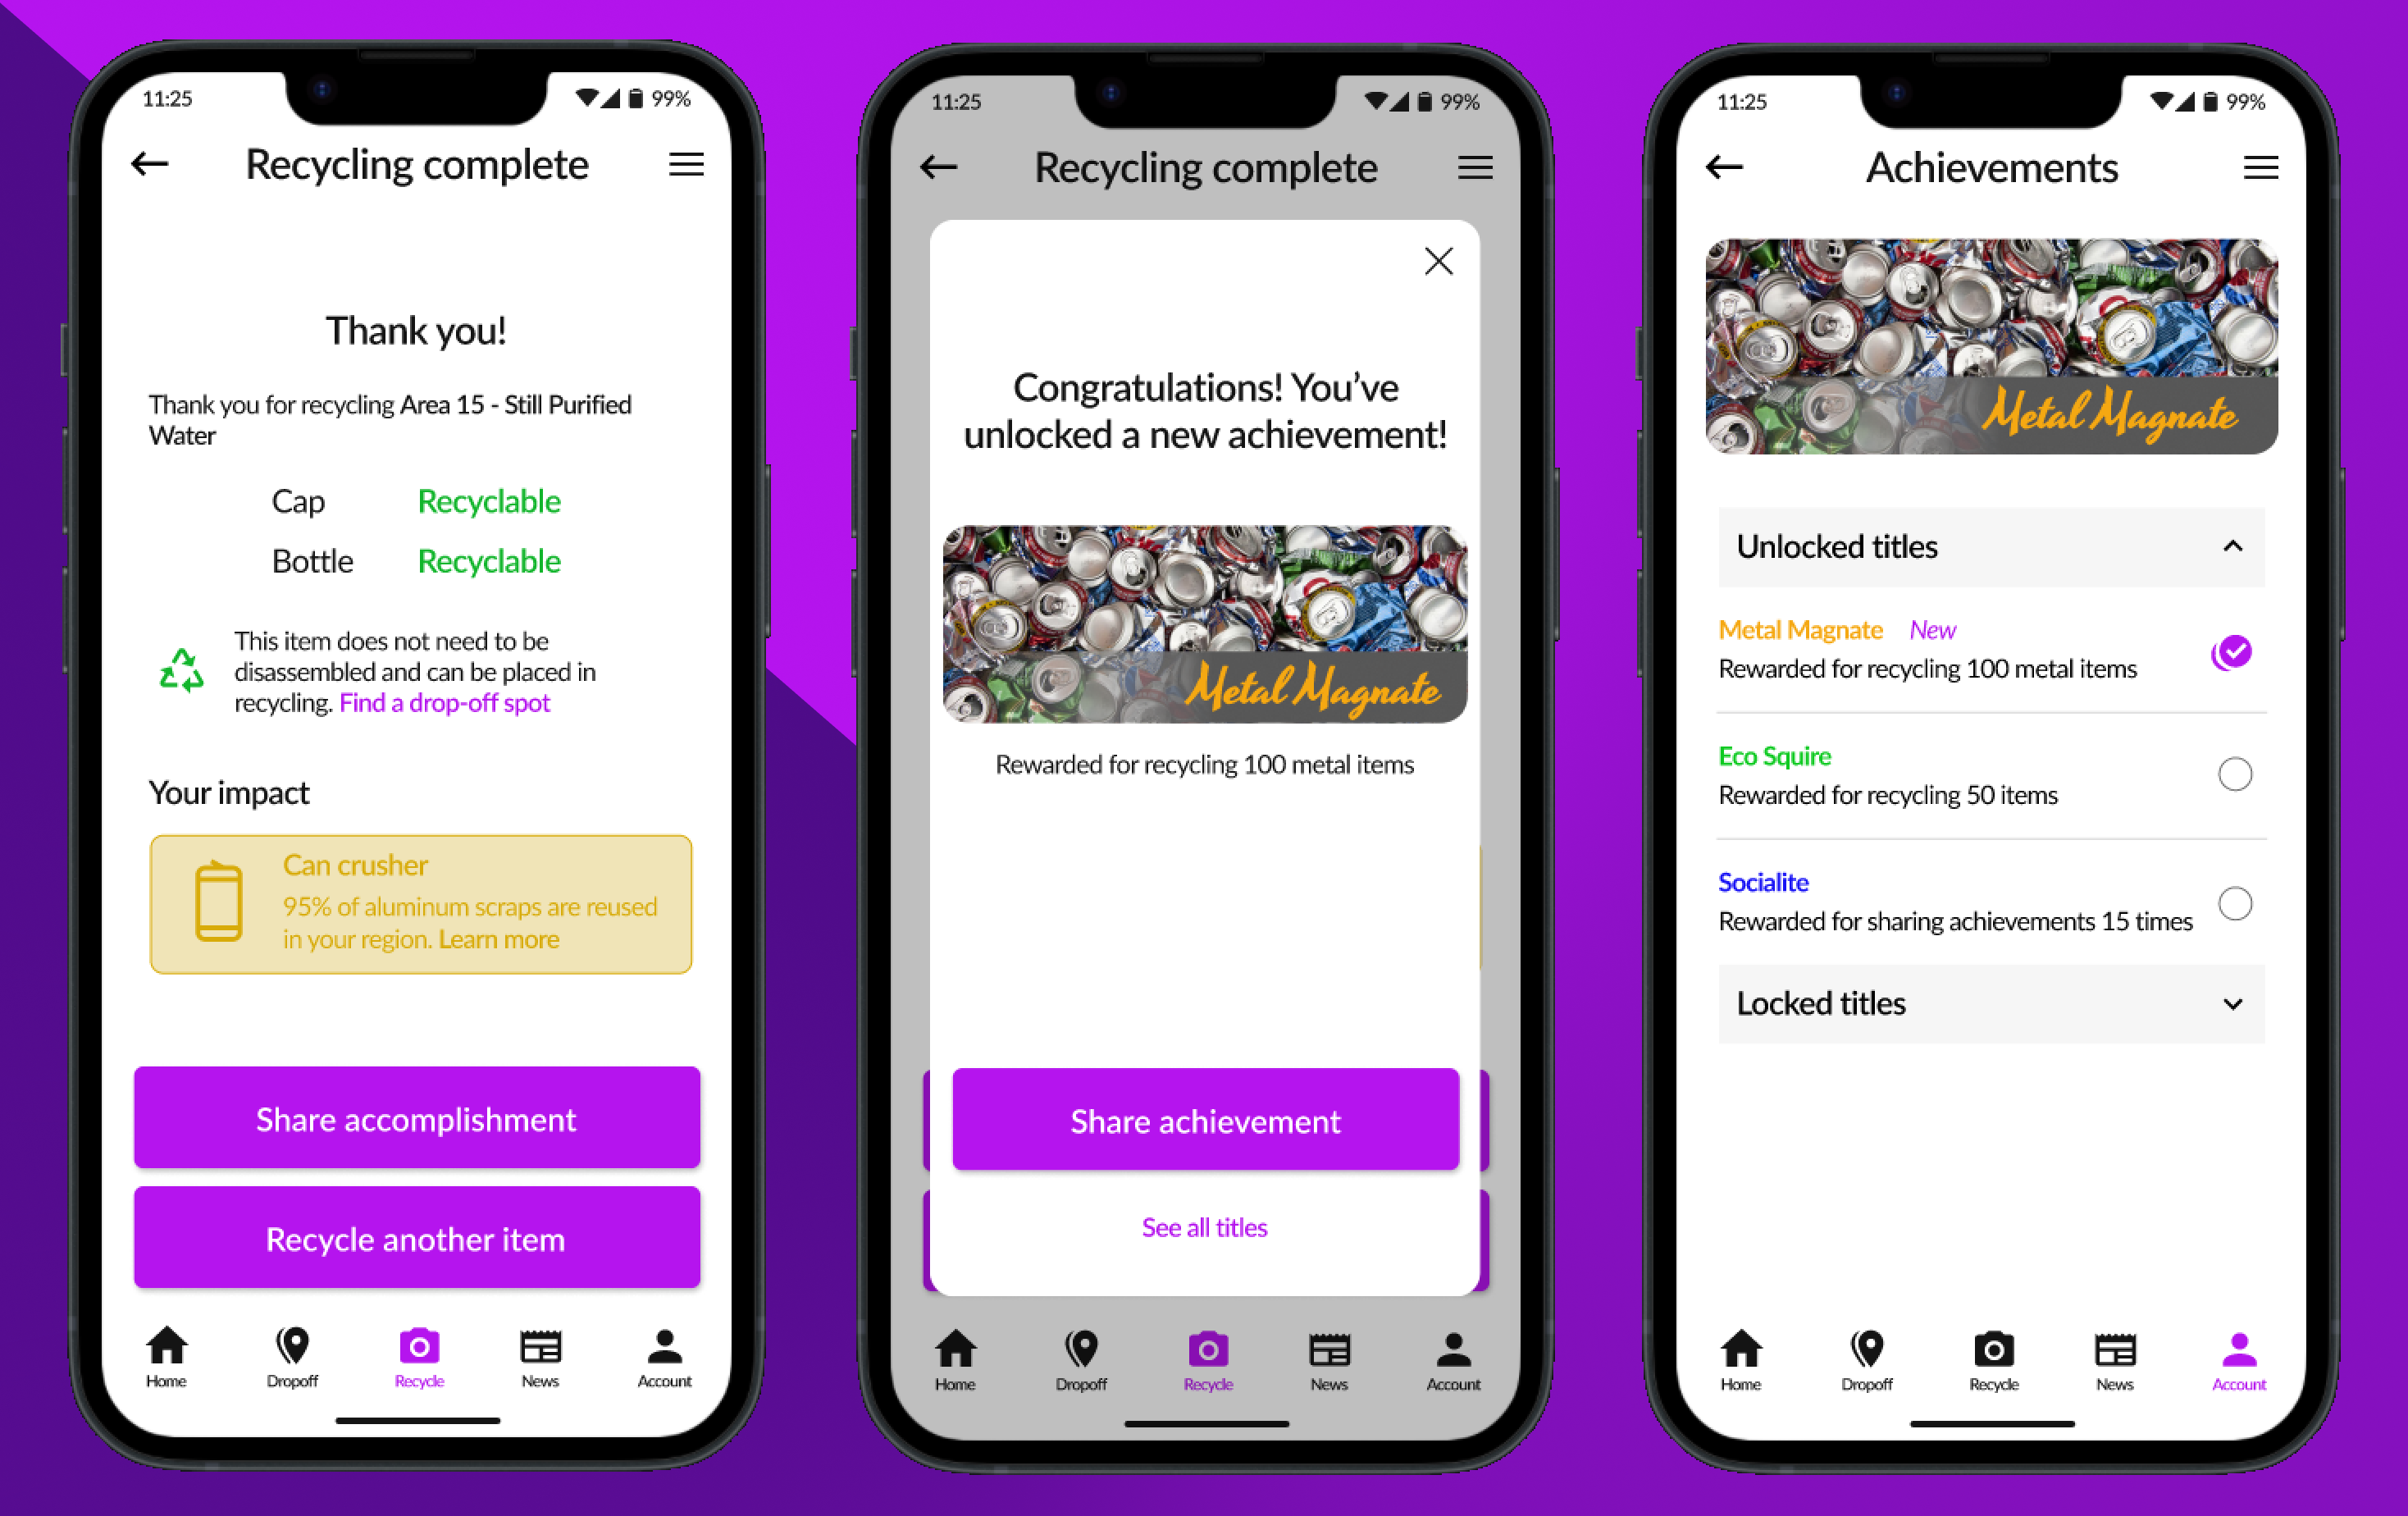 11:25
99%
Recycling complete
Thank you!
Thank you for recycling Area 15 - Still Purified
Water
Cap
Recyclable
Bottle
Recyclable
This item does not need to be
disassembled and can be placed in
recycling. Find a drop-off spot
Your impact
Can crusher
95% of aluminum scraps are reused
in your region. Learn more
Share accomplishment
Recycle another item
Home
Dropoff
Recycle
News
Account
11:25
99%
Recycling complete
Congratulations! You’ve
unlocked a new achievement!
Metal Magnate
Rewarded for recycling 100 metal items
Share achievement
See all titles
Home
Dropoff
Recycle
News
Account
11:25
99%
Achievements
Metal Magnate
Unlocked titles
Metal Magnate New
Rewarded for recycling 100 metal items
Eco Squire
Rewarded for recycling 50 items
Socialite
Rewarded for sharing achievements 15 times
Locked titles
Home
Dropoff
Recycle
News
Account